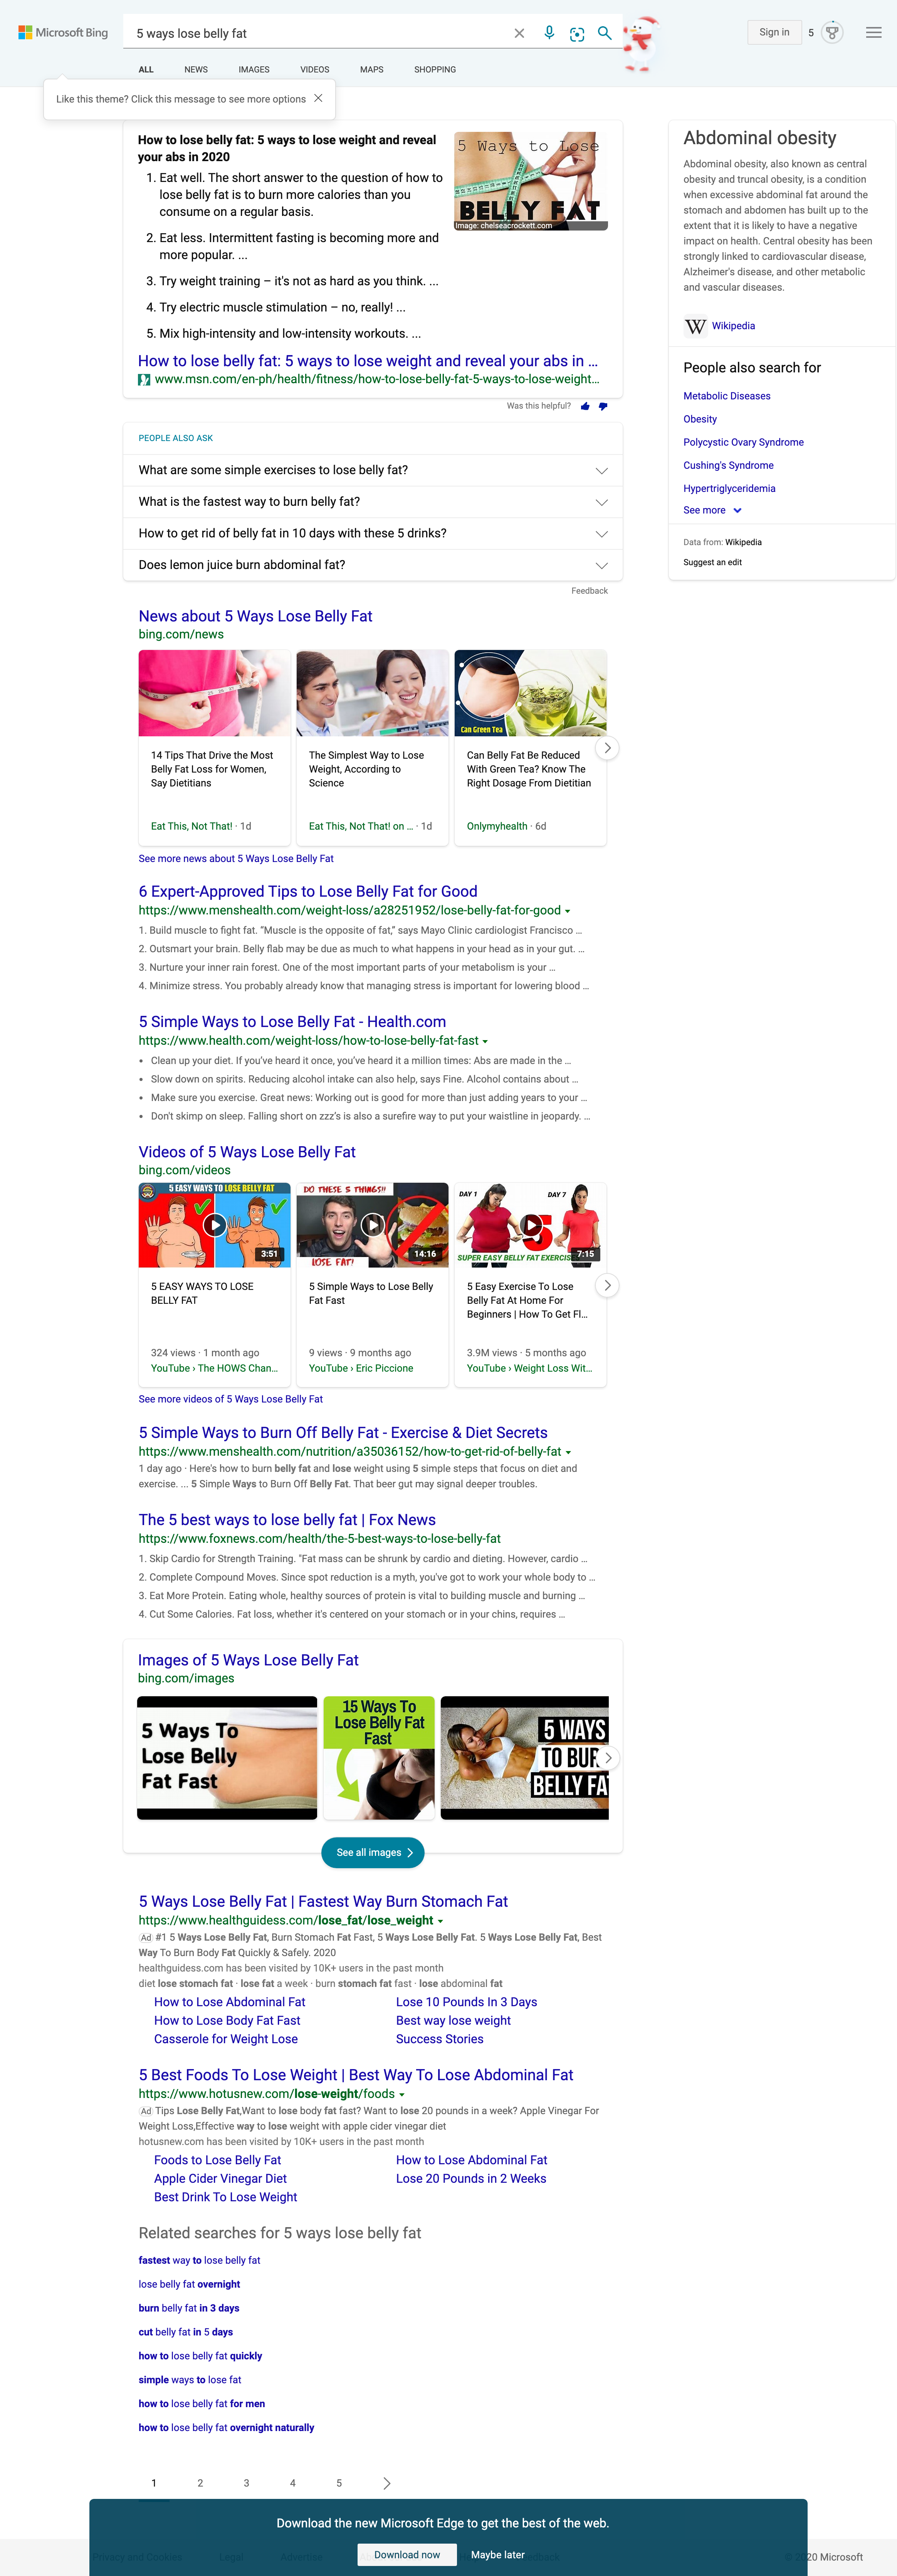 Microsoft Bing
5 ways lose belly fat
Sign in
5
ALL
NEWS
IMAGES
VIDEOS
MAPS
SHOPPING
Like this theme? Click this message to see more options
How to lose belly fat: 5 ways to lose weight and reveal
your abs in 2020
1. Eat well. The short answer to the question of how to
lose belly fat is to burn more calories than you
consume on a regular basis.
2. Eat less. Intermittent fasting is becoming more and
more popular. ...
3. Try weight training – it's not as hard as you think. ...
4. Try electric muscle stimulation – no, really! ...
5. Mix high-intensity and low-intensity workouts. ...
5 Ways to Lose
BELLY FAT
Image: chelseacrockett.com
How to lose belly fat: 5 ways to lose weight and reveal your abs in ...
www.msn.com/en-ph/health/fitness/how-to-lose-belly-fat-5-ways-to-lose-weight...
Was this helpful?
PEOPLE ALSO ASK
What are some simple exercises to lose belly fat?
What is the fastest way to burn belly fat?
How to get rid of belly fat in 10 days with these 5 drinks?
Does lemon juice burn abdominal fat?
Feedback
Abdominal obesity
Abdominal obesity, also known as central
obesity and truncal obesity, is a condition
when excessive abdominal fat around the
stomach and abdomen has built up to the
extent that it is likely to have a negative
impact on health. Central obesity has been
strongly linked to cardiovascular disease,
Alzheimer's disease, and other metabolic
and vascular diseases.
W Wikipedia
People also search for
Metabolic Diseases
Obesity
Polycystic Ovary Syndrome
Cushing's Syndrome
Hypertriglyceridemia
See more
Data from: Wikipedia
Suggest an edit
News about 5 Ways Lose Belly Fat
bing.com/news
Can Green Tea?
14 Tips That Drive the Most
Belly Fat Loss for Women,
Say Dietitians
Eat This, Not That! · 1d
The Simplest Way to Lose
Weight, According to
Science
Eat This, Not That! on ... · 1d
Can Belly Fat Be Reduced
With Green Tea? Know The
Right Dosage From Dietitian
Onlymyhealth · 6d
See more news about 5 Ways Lose Belly Fat
6 Expert-Approved Tips to Lose Belly Fat for Good
https://www.menshealth.com/weight-loss/a28251952/lose-belly-fat-for-good
1. Build muscle to fight fat. “Muscle is the opposite of fat,” says Mayo Clinic cardiologist Francisco ...
2. Outsmart your brain. Belly flab may be due as much to what happens in your head as in your gut. ...
3. Nurture your inner rain forest. One of the most important parts of your metabolism is your ...
4. Minimize stress. You probably already know that managing stress is important for lowering blood ...
5 Simple Ways to Lose Belly Fat - Health.com
https://www.health.com/weight-loss/how-to-lose-belly-fat-fast
• Clean up your diet. If you’ve heard it once, you’ve heard it a million times: Abs are made in the ...
• Slow down on spirits. Reducing alcohol intake can also help, says Fine. Alcohol contains about ...
• Make sure you exercise. Great news: Working out is good for more than just adding years to your ...
• Don't skimp on sleep. Falling short on zzz’s is also a surefire way to put your waistline in jeopardy. ...
Videos of 5 Ways Lose Belly Fat
bing.com/videos
5 EASY WAYS TO LOSE BELLY FAT
3:51
DO THESE 5 THINGS!!
LOSE FAT!
14:16
DAY 1
DAY 7
5
SUPER EASY BELLY FAT EXERCIS
7:15
5 EASY WAYS TO LOSE
BELLY FAT
324 views · 1 month ago
YouTube › The HOWS Chan...
5 Simple Ways to Lose Belly
Fat Fast
9 views · 9 months ago
YouTube › Eric Piccione
5 Easy Exercise To Lose
Belly Fat At Home For
Beginners | How To Get Fl...
3.9M views · 5 months ago
YouTube › Weight Loss Wit...
See more videos of 5 Ways Lose Belly Fat
5 Simple Ways to Burn Off Belly Fat - Exercise & Diet Secrets
https://www.menshealth.com/nutrition/a35036152/how-to-get-rid-of-belly-fat
1 day ago · Here's how to burn belly fat and lose weight using 5 simple steps that focus on diet and
exercise. ... 5 Simple Ways to Burn Off Belly Fat. That beer gut may signal deeper troubles.
The 5 best ways to lose belly fat | Fox News
https://www.foxnews.com/health/the-5-best-ways-to-lose-belly-fat
1. Skip Cardio for Strength Training. "Fat mass can be shrunk by cardio and dieting. However, cardio ...
2. Complete Compound Moves. Since spot reduction is a myth, you've got to work your whole body to ...
3. Eat More Protein. Eating whole, healthy sources of protein is vital to building muscle and burning ...
4. Cut Some Calories. Fat loss, whether it's centered on your stomach or in your chins, requires ...
Images of 5 Ways Lose Belly Fat
bing.com/images
5 Ways To
Lose Belly
Fat Fast
15 Ways To
Lose Belly Fat
Fast
5 WAYS
TO BUR
BELLY FA
See all images
5 Ways Lose Belly Fat | Fastest Way Burn Stomach Fat
https://www.healthguidess.com/lose_fat/lose_weight
Ad #1 5 Ways Lose Belly Fat, Burn Stomach Fat Fast, 5 Ways Lose Belly Fat. 5 Ways Lose Belly Fat, Best
Way To Burn Body Fat Quickly & Safely. 2020
healthguidess.com has been visited by 10K+ users in the past month
diet lose stomach fat · lose fat a week · burn stomach fat fast · lose abdominal fat
How to Lose Abdominal Fat
Lose 10 Pounds In 3 Days
How to Lose Body Fat Fast
Best way lose weight
Casserole for Weight Lose
Success Stories
5 Best Foods To Lose Weight | Best Way To Lose Abdominal Fat
https://www.hotusnew.com/lose-weight/foods
Ad Tips Lose Belly Fat,Want to lose body fat fast? Want to lose 20 pounds in a week? Apple Vinegar For
Weight Loss,Effective way to lose weight with apple cider vinegar diet
hotusnew.com has been visited by 10K+ users in the past month
Foods to Lose Belly Fat
How to Lose Abdominal Fat
Apple Cider Vinegar Diet
Lose 20 Pounds in 2 Weeks
Best Drink To Lose Weight
Related searches for 5 ways lose belly fat
fastest way to lose belly fat
lose belly fat overnight
burn belly fat in 3 days
cut belly fat in 5 days
how to lose belly fat quickly
simple ways to lose fat
how to lose belly fat for men
how to lose belly fat overnight naturally
1
2
3
4
5
Download the new Microsoft Edge to get the best of the web.
Download now
Maybe later
Privacy and Cookies
Legal
Advertise
© 2020 Microsoft